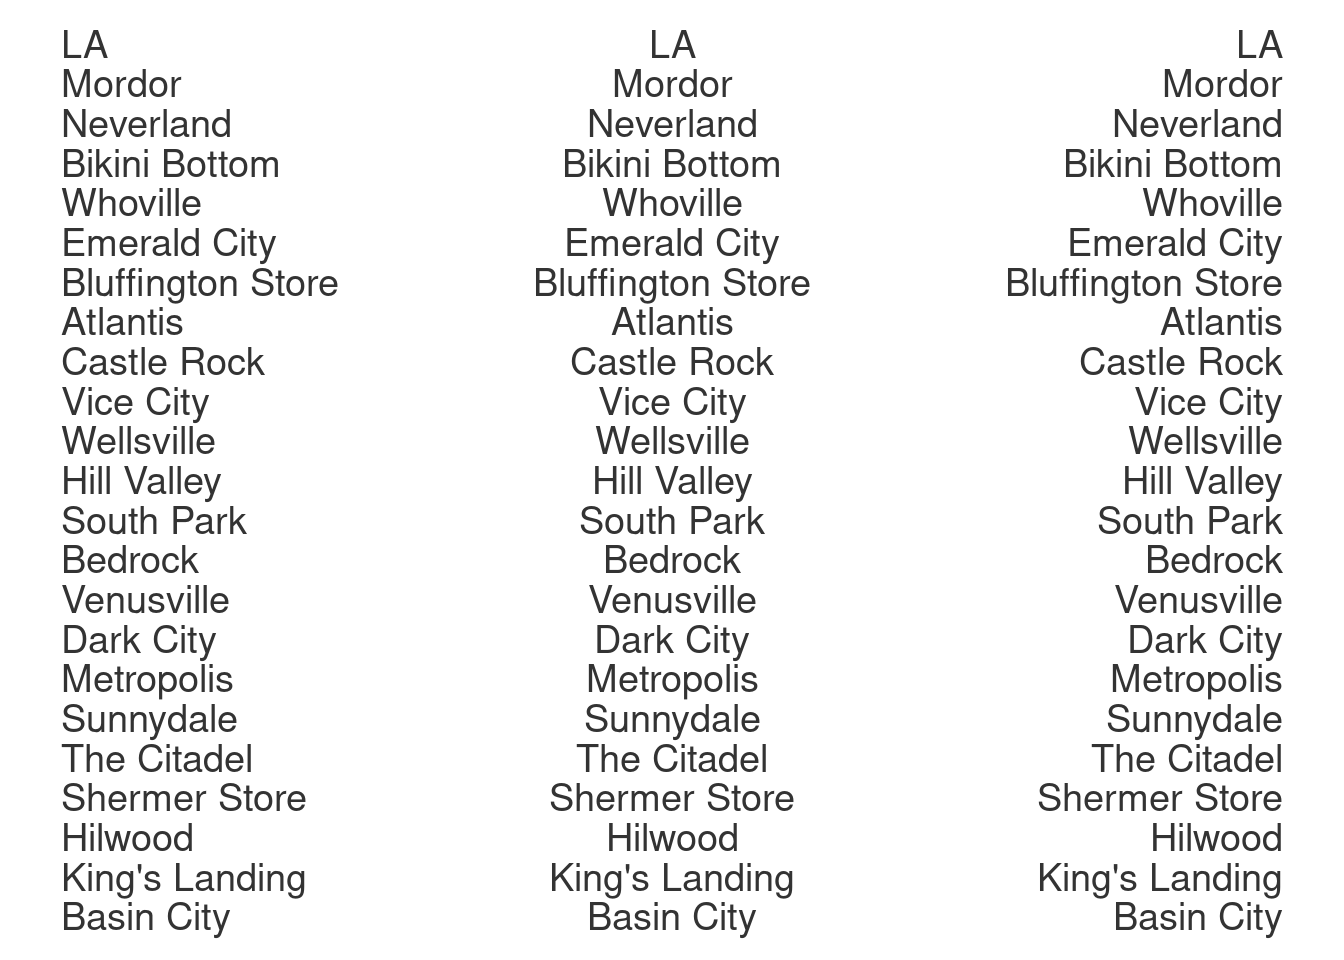 LA LA LA
Mordor Mordor Mordor
Neverland Neverland Neverland
Bikini Bottom Bikini Bottom Bikini Bottom
Whoville Whoville Whoville
Emerald City Emerald City Emerald City
Bluffington Store Bluffington Store Bluffington Store
Atlantis Atlantis Atlantis
Castle Rock Castle Rock Castle Rock
Vice City Vice City Vice City
Wellsville Wellsville Wellsville
Hill Valley Hill Valley Hill Valley
South Park South Park South Park
Bedrock Bedrock Bedrock
Venusville Venusville Venusville
Dark City Dark City Dark City
Metropolis Metropolis Metropolis
Sunnydale Sunnydale Sunnydale
The Citadel The Citadel The Citadel
Shermer Store Shermer Store Shermer Store
Hilwood Hilwood Hilwood
King's Landing King's Landing King's Landing
Basin City Basin City Basin City